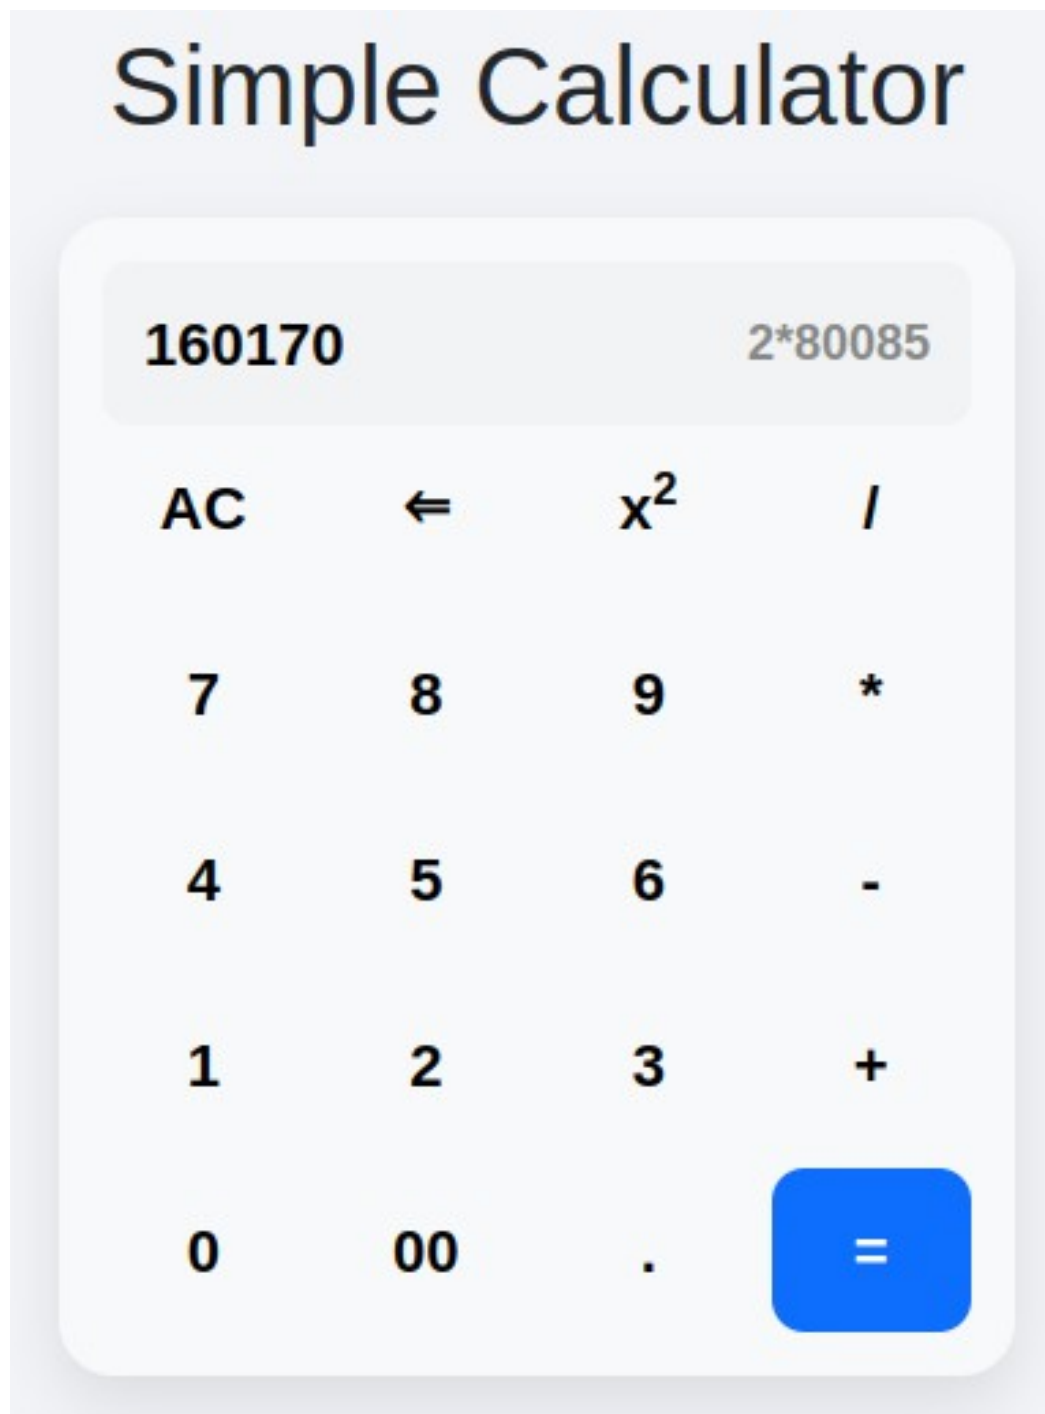 Simple Calculator
160170 2*80085
AC ⇐ x² /
7 8 9 *
4 5 6 -
1 2 3 +
0 00 . =